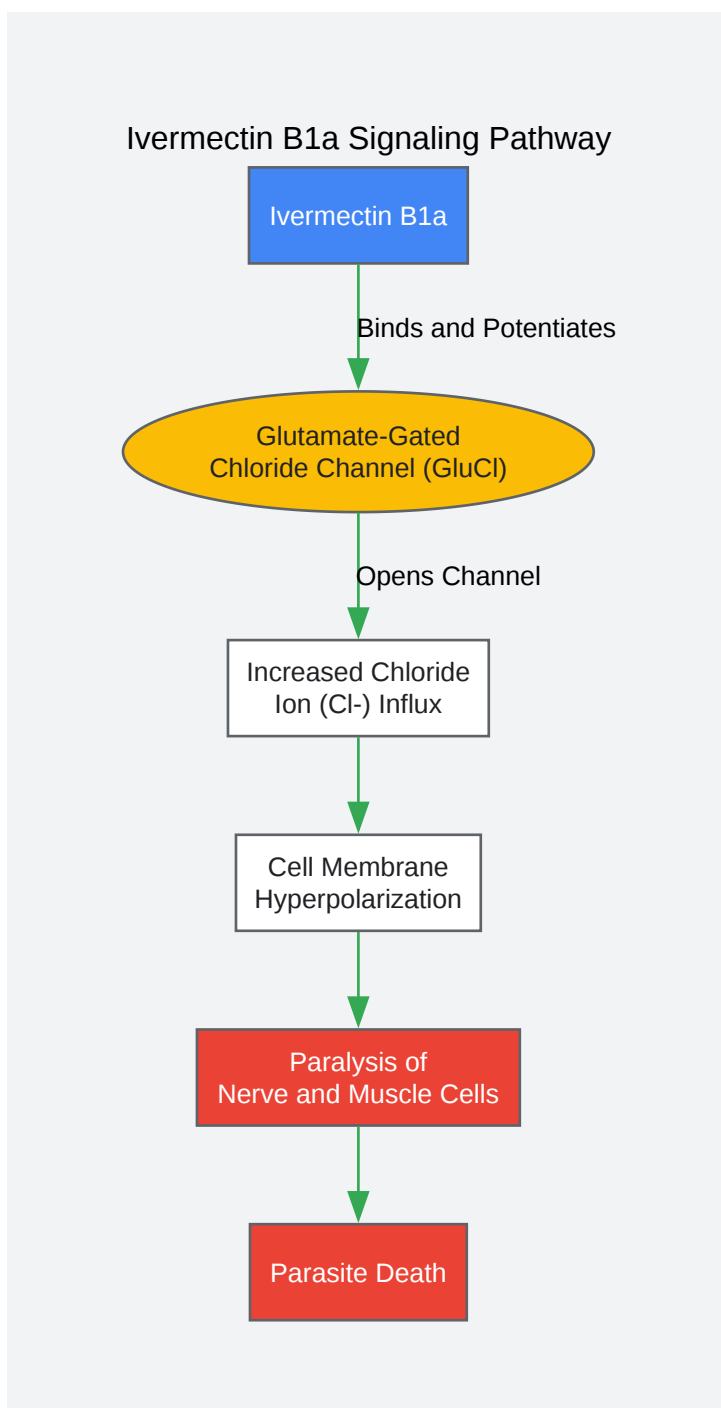 Ivermectin B1a Signaling Pathway
Ivermectin B1a
Binds and Potentiates
Glutamate-Gated
Chloride Channel (GluCl)
Opens Channel
Increased Chloride
Ion (Cl-) Influx
Cell Membrane
Hyperpolarization
Paralysis of
Nerve and Muscle Cells
Parasite Death